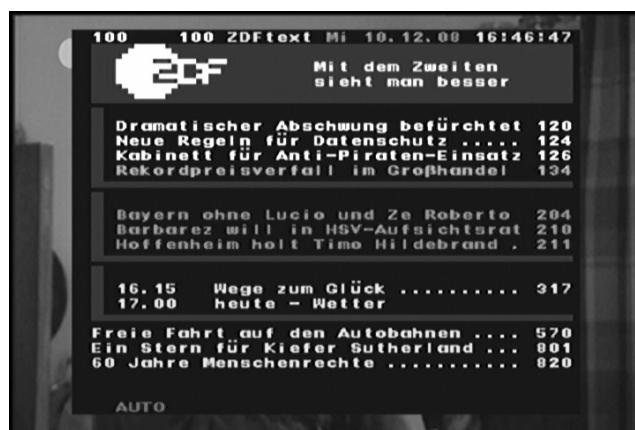 100 100 ZDFtext Mi 10.12.08 16:46:47
ZDF
Mit dem Zweiten
sieht man besser
Dramatischer Abschwung befürchtet 120
Neue Regeln für Datenschutz ..... 124
Kabinett für Anti-Piraten-Einsatz 126
Rekordpreisverfall im Großhandel 134
Bayern ohne Lucio und Ze Roberto 204
Barbarez will in HSV-Aufsichtsrat 210
Hoffenheim holt Timo Hildebrand . 211
16.15 Wege zum Glück .......... 317
17.00 heute - Wetter
Freie Fahrt auf den Autobahnen .... 570
Ein Stern für Kiefer Sutherland ... 801
60 Jahre Menschenrechte ........... 820
AUTO